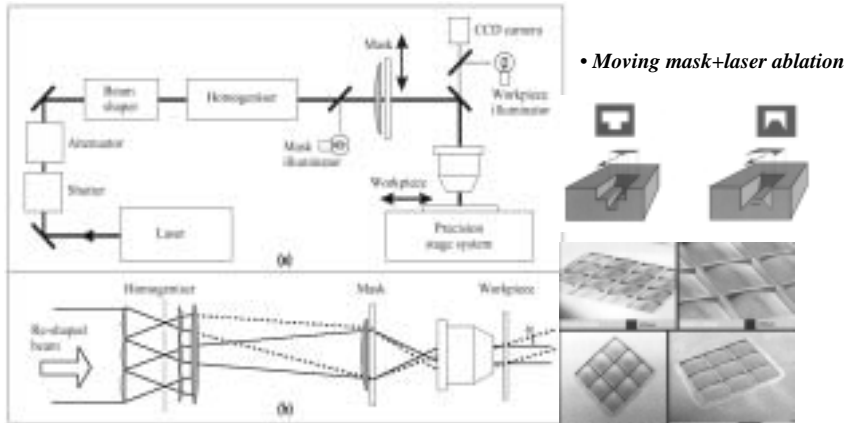 CCD camera
Mask
• Moving mask+laser ablation
Beam
shaper
Homogeniser
Workpiece
illuminator
Attenuator
Mask
illuminator
Shutter
Workpiece
Laser
Precision
stage system
(a)
Homogeniser
Mask
Workpiece
Re-shaped
beam
(b)